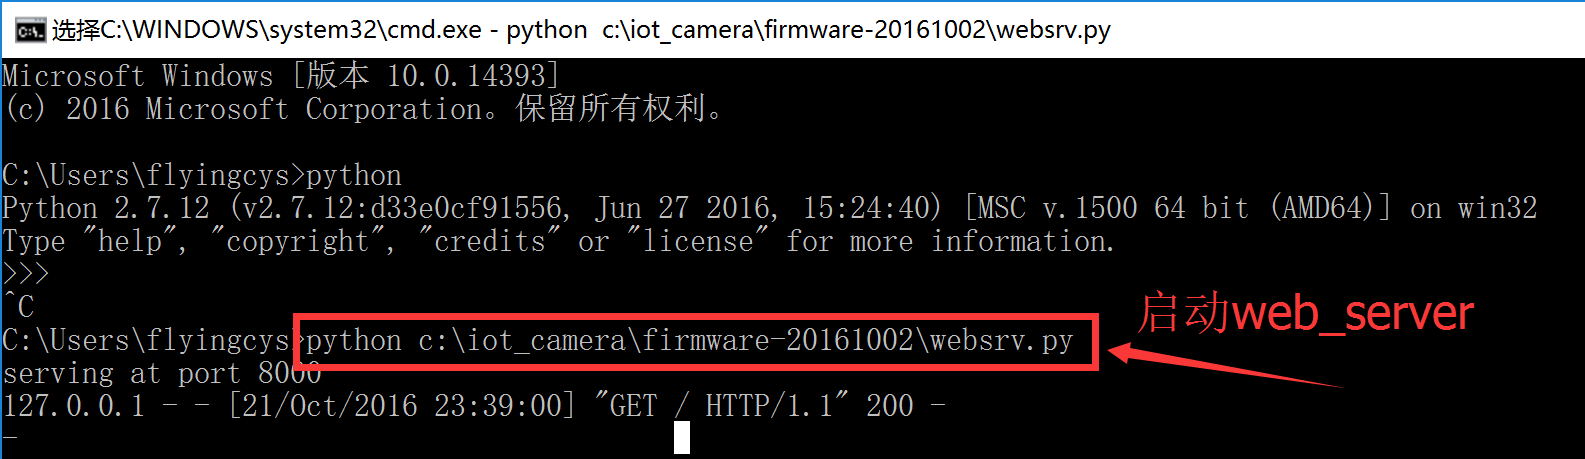 选择C:\WINDOWS\system32\cmd.exe - python  c:\iot_camera\firmware-20161002\websrv.py
Microsoft Windows [版本 10.0.14393]
(c) 2016 Microsoft Corporation。保留所有权利。
C:\Users\flyingcys>python
Python 2.7.12 (v2.7.12:d33e0cf91556, Jun 27 2016, 15:24:40) [MSC v.1500 64 bit (AMD64)] on win32
Type "help", "copyright", "credits" or "license" for more information.
>>>
^C
C:\Users\flyingcys>python c:\iot_camera\firmware-20161002\websrv.py
启动web_server
serving at port 8000
127.0.0.1 - - [21/Oct/2016 23:39:00] "GET / HTTP/1.1" 200 -
-